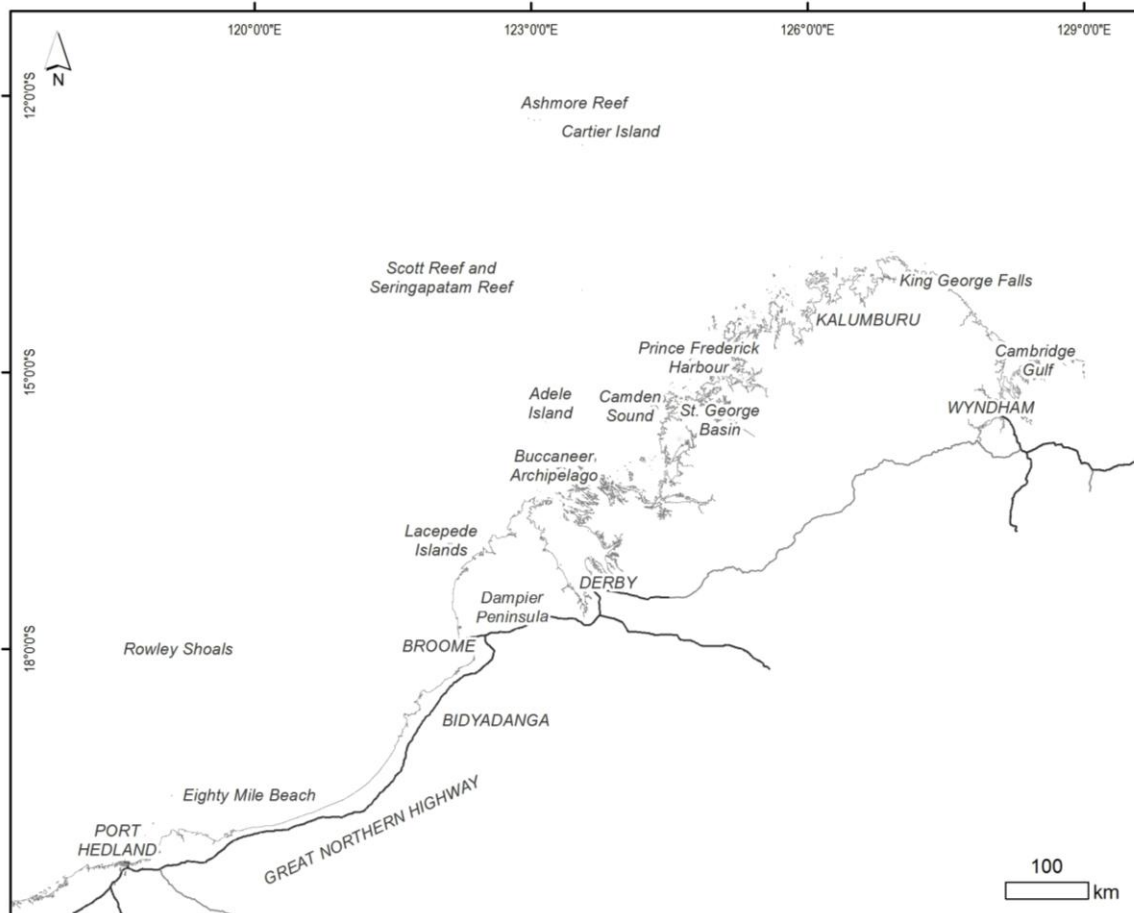 120°0'0"E
123°0'0"E
126°0'0"E
129°0'0"E
N
12°0'0"S
Ashmore Reef
Cartier Island
Scott Reef and
Seringapatam Reef
King George Falls
KALUMBURU
Prince Frederick
Harbour
Cambridge
Gulf
15°0'0"S
Adele
Island
Camden
Sound
St. George
Basin
WYNDHAM
Buccaneer
Archipelago
Lacepede
Islands
DERBY
Dampier
Peninsula
BROOME
18°0'0"S
Rowley Shoals
BIDYADANGA
Eighty Mile Beach
GREAT NORTHERN HIGHWAY
PORT
HEDLAND
100
km